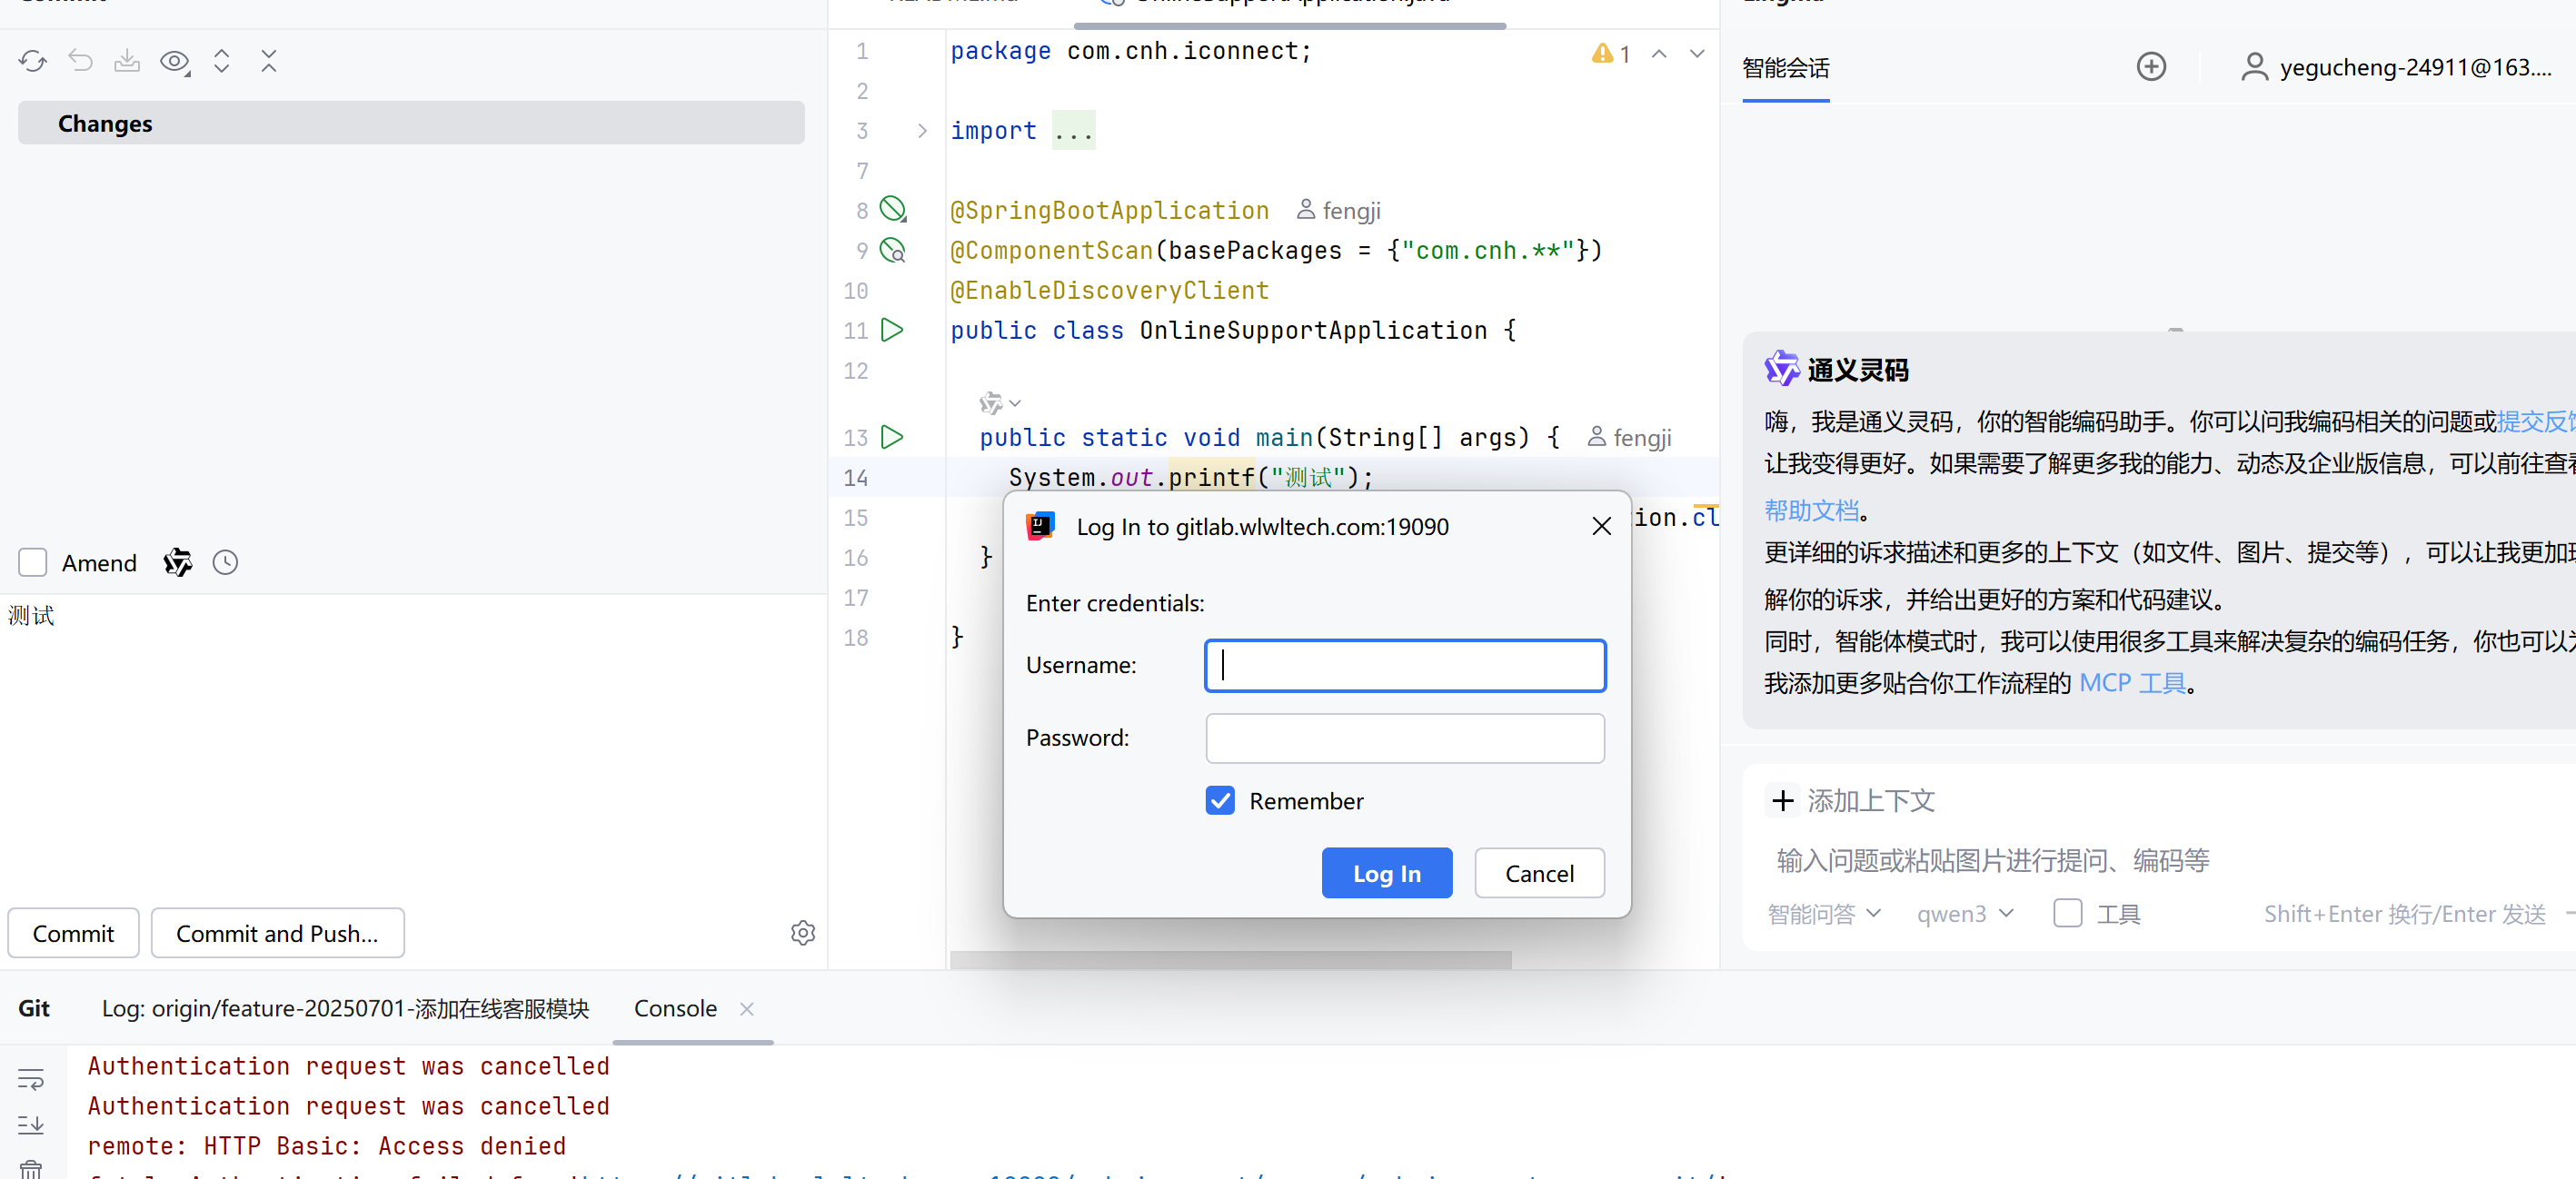 Changes
Amend
测试
Commit
Commit and Push...
1
package com.cnh.iconnect;
1
2
3
import ...
7
8
@SpringBootApplication
fengji
9
@ComponentScan(basePackages = {"com.cnh.**"})
10
@EnableDiscoveryClient
11
public class OnlineSupportApplication {
12
13
public static void main(String[] args) {
fengji
14
System.out.printf("测试");
15
ion.cl
16
}
17
18
}
Log In to gitlab.wlwltech.com:19090
Enter credentials:
Username:
Password:
Remember
Log In
Cancel
智能会话
yegucheng-24911@163....
通义灵码
嗨，我是通义灵码，你的智能编码助手。你可以问我编码相关的问题或提交反馈
让我变得更好。如果需要了解更多我的能力、动态及企业版信息，可以前往查看
帮助文档。
更详细的诉求描述和更多的上下文（如文件、图片、提交等），可以让我更加理
解你的诉求，并给出更好的方案和代码建议。
同时，智能体模式时，我可以使用很多工具来解决复杂的编码任务，你也可以为
我添加更多贴合你工作流程的 MCP 工具。
添加上下文
输入问题或粘贴图片进行提问、编码等
智能问答
qwen3
工具
Shift+Enter 换行/Enter 发送
Git
Log: origin/feature-20250701-添加在线客服模块
Console
Authentication request was cancelled
Authentication request was cancelled
remote: HTTP Basic: Access denied